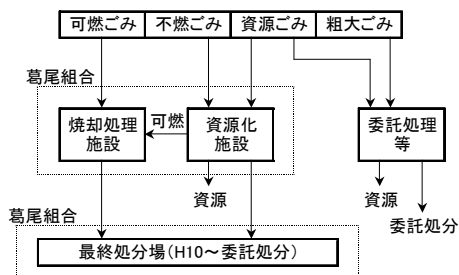 可燃ごみ 不燃ごみ 資源ごみ 粗大ごみ
葛尾組合
焼却処理
施設
可燃
資源化
施設
委託処理
等
資源
資源
委託処分
葛尾組合
最終処分場(H10～委託処分)